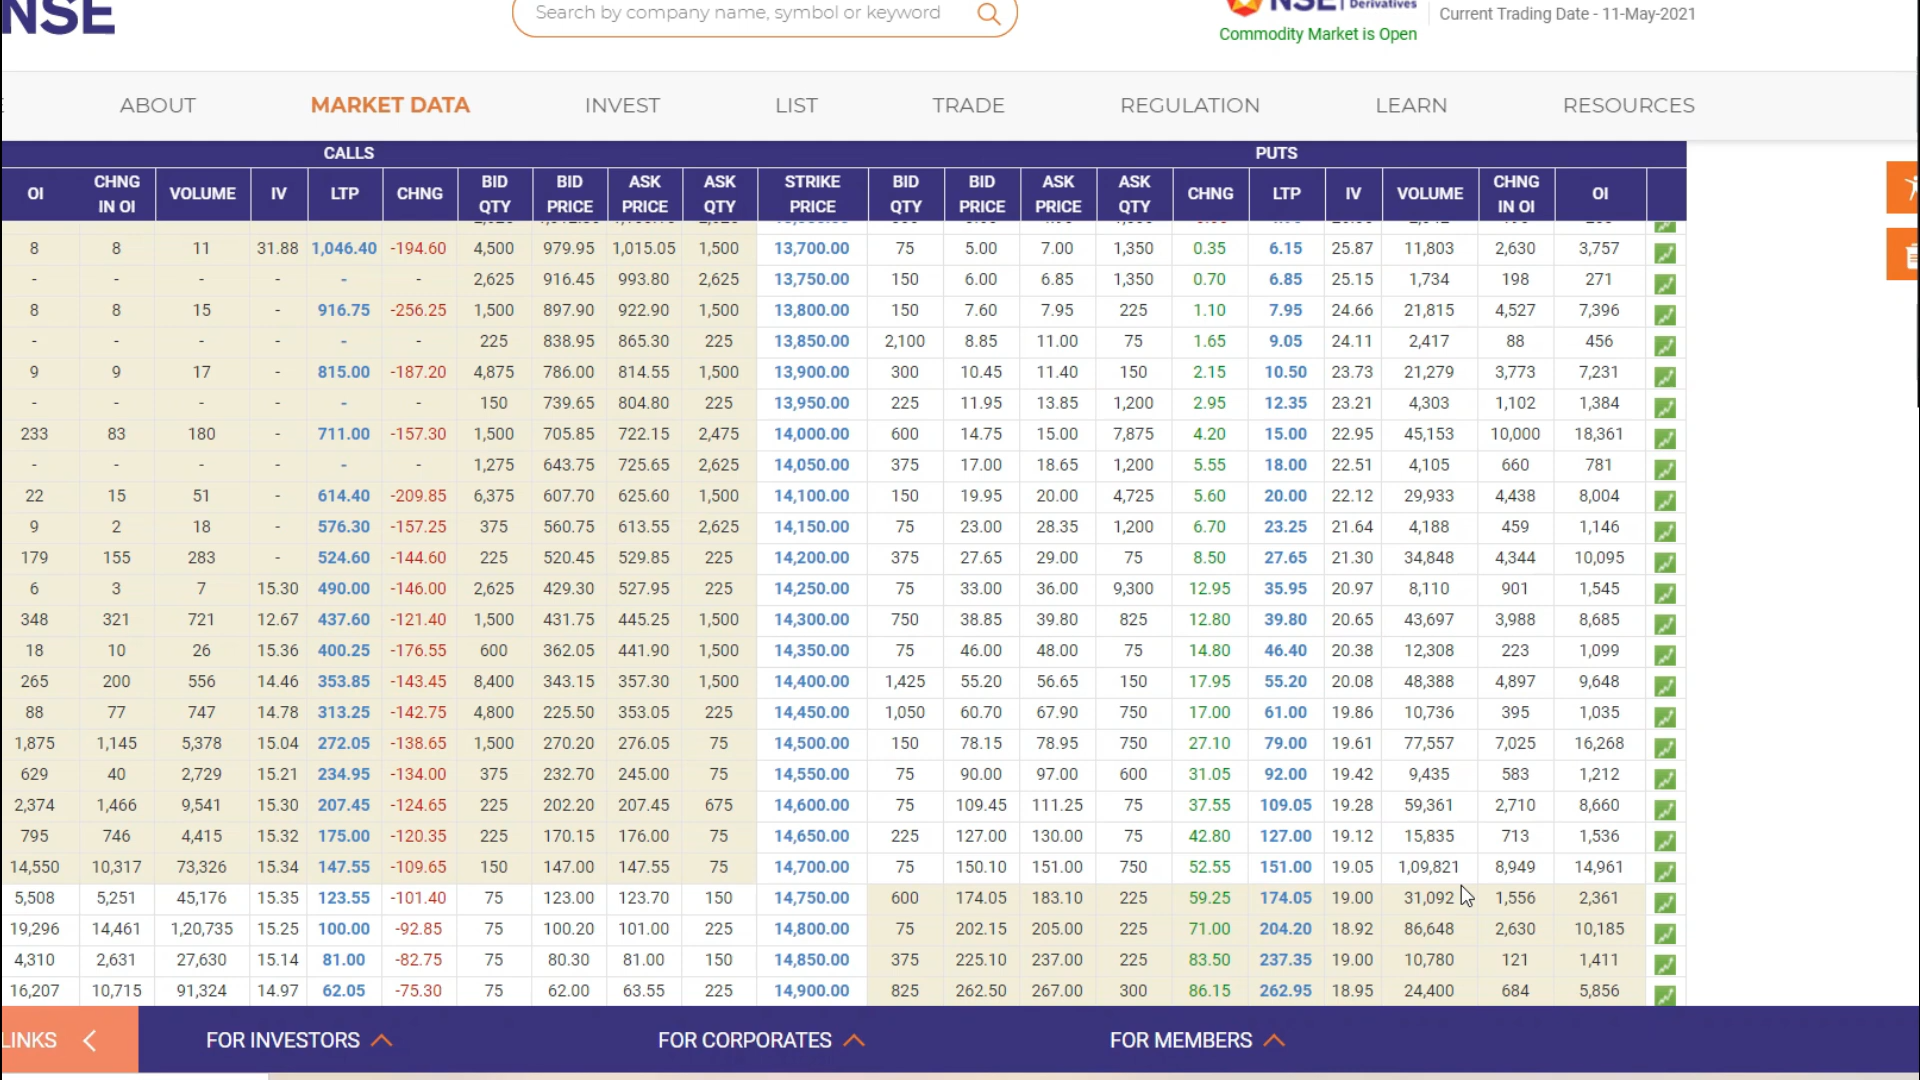 NSE
Search by company name, symbol or keyword
NSE | Derivatives
Current Trading Date - 11-May-2021
Commodity Market is Open
ABOUT MARKET DATA INVEST LIST TRADE REGULATION LEARN RESOURCES
CALLS PUTS
OI CHNG IN OI VOLUME IV LTP CHNG BID QTY BID PRICE ASK PRICE ASK QTY STRIKE PRICE BID QTY BID PRICE ASK PRICE ASK QTY CHNG LTP IV VOLUME CHNG IN OI OI
8 8 11 31.88 1,046.40 -194.60 4,500 979.95 1,015.05 1,500 13,700.00 75 5.00 7.00 1,350 0.35 6.15 25.87 11,803 2,630 3,757
- - - - - - 2,625 916.45 993.80 2,625 13,750.00 150 6.00 6.85 1,350 0.70 6.85 25.15 1,734 198 271
8 8 15 - 916.75 -256.25 1,500 897.90 922.90 1,500 13,800.00 150 7.60 7.95 225 1.10 7.95 24.66 21,815 4,527 7,396
- - - - - - 225 838.95 865.30 225 13,850.00 2,100 8.85 11.00 75 1.65 9.05 24.11 2,417 88 456
9 9 17 - 815.00 -187.20 4,875 786.00 814.55 1,500 13,900.00 300 10.45 11.40 150 2.15 10.50 23.73 21,279 3,773 7,231
- - - - - - 150 739.65 804.80 225 13,950.00 225 11.95 13.85 1,200 2.95 12.35 23.21 4,303 1,102 1,384
233 83 180 - 711.00 -157.30 1,500 705.85 722.15 2,475 14,000.00 600 14.75 15.00 7,875 4.20 15.00 22.95 45,153 10,000 18,361
- - - - - - 1,275 643.75 725.65 2,625 14,050.00 375 17.00 18.65 1,200 5.55 18.00 22.51 4,105 660 781
22 15 51 - 614.40 -209.85 6,375 607.70 625.60 1,500 14,100.00 150 19.95 20.00 4,725 5.60 20.00 22.12 29,933 4,438 8,004
9 2 18 - 576.30 -157.25 375 560.75 613.55 2,625 14,150.00 75 23.00 28.35 1,200 6.70 23.25 21.64 4,188 459 1,146
179 155 283 - 524.60 -144.60 225 520.45 529.85 225 14,200.00 375 27.65 29.00 75 8.50 27.65 21.30 34,848 4,344 10,095
6 3 7 15.30 490.00 -146.00 2,625 429.30 527.95 225 14,250.00 75 33.00 36.00 9,300 12.95 35.95 20.97 8,110 901 1,545
348 321 721 12.67 437.60 -121.40 1,500 431.75 445.25 1,500 14,300.00 750 38.85 39.80 825 12.80 39.80 20.65 43,697 3,988 8,685
18 10 26 15.36 400.25 -176.55 600 362.05 441.90 1,500 14,350.00 75 46.00 48.00 75 14.80 46.40 20.38 12,308 223 1,099
265 200 556 14.46 353.85 -143.45 8,400 343.15 357.30 1,500 14,400.00 1,425 55.20 56.65 150 17.95 55.20 20.08 48,388 4,897 9,648
88 77 747 14.78 313.25 -142.75 4,800 225.50 353.05 225 14,450.00 1,050 60.70 67.90 750 17.00 61.00 19.86 10,736 395 1,035
1,875 1,145 5,378 15.04 272.05 -138.65 1,500 270.20 276.05 75 14,500.00 150 78.15 78.95 750 27.10 79.00 19.61 77,557 7,025 16,268
629 40 2,729 15.21 234.95 -134.00 375 232.70 245.00 75 14,550.00 75 90.00 97.00 600 31.05 92.00 19.42 9,435 583 1,212
2,374 1,466 9,541 15.30 207.45 -124.65 225 202.20 207.45 675 14,600.00 75 109.45 111.25 75 37.55 109.05 19.28 59,361 2,710 8,660
795 746 4,415 15.32 175.00 -120.35 225 170.15 176.00 75 14,650.00 225 127.00 130.00 75 42.80 127.00 19.12 15,835 713 1,536
14,550 10,317 73,326 15.34 147.55 -109.65 150 147.00 147.55 75 14,700.00 75 150.10 151.00 750 52.55 151.00 19.05 1,09,821 8,949 14,961
5,508 5,251 45,176 15.35 123.55 -101.40 75 123.00 123.70 150 14,750.00 600 174.05 183.10 225 59.25 174.05 19.00 31,092 1,556 2,361
19,296 14,461 1,20,735 15.25 100.00 -92.85 75 100.20 101.00 225 14,800.00 75 202.15 205.00 225 71.00 204.20 18.92 86,648 2,630 10,185
4,310 2,631 27,630 15.14 81.00 -82.75 75 80.30 81.00 150 14,850.00 375 225.10 237.00 225 83.50 237.35 19.00 10,780 121 1,411
16,207 10,715 91,324 14.97 62.05 -75.30 75 62.00 63.55 225 14,900.00 825 262.50 267.00 300 86.15 262.95 18.95 24,400 684 5,856
LINKS FOR INVESTORS FOR CORPORATES FOR MEMBERS